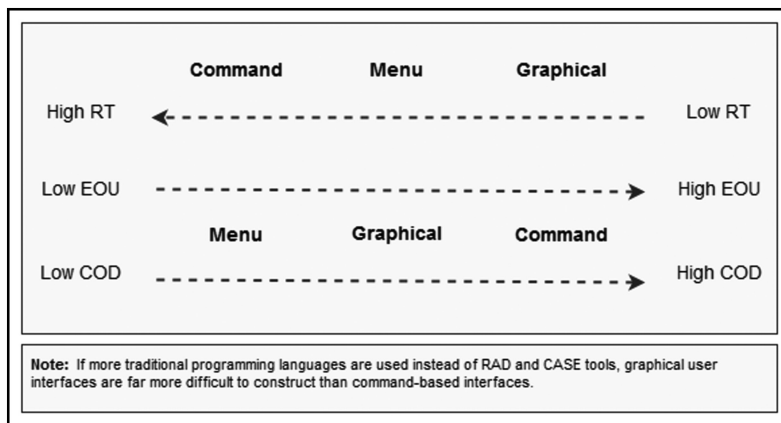 Command Menu Graphical
High RT Low RT
Low EOU High EOU
Menu Graphical Command
Low COD High COD
Note: If more traditional programming languages are used instead of RAD and CASE tools, graphical user
interfaces are far more difficult to construct than command-based interfaces.